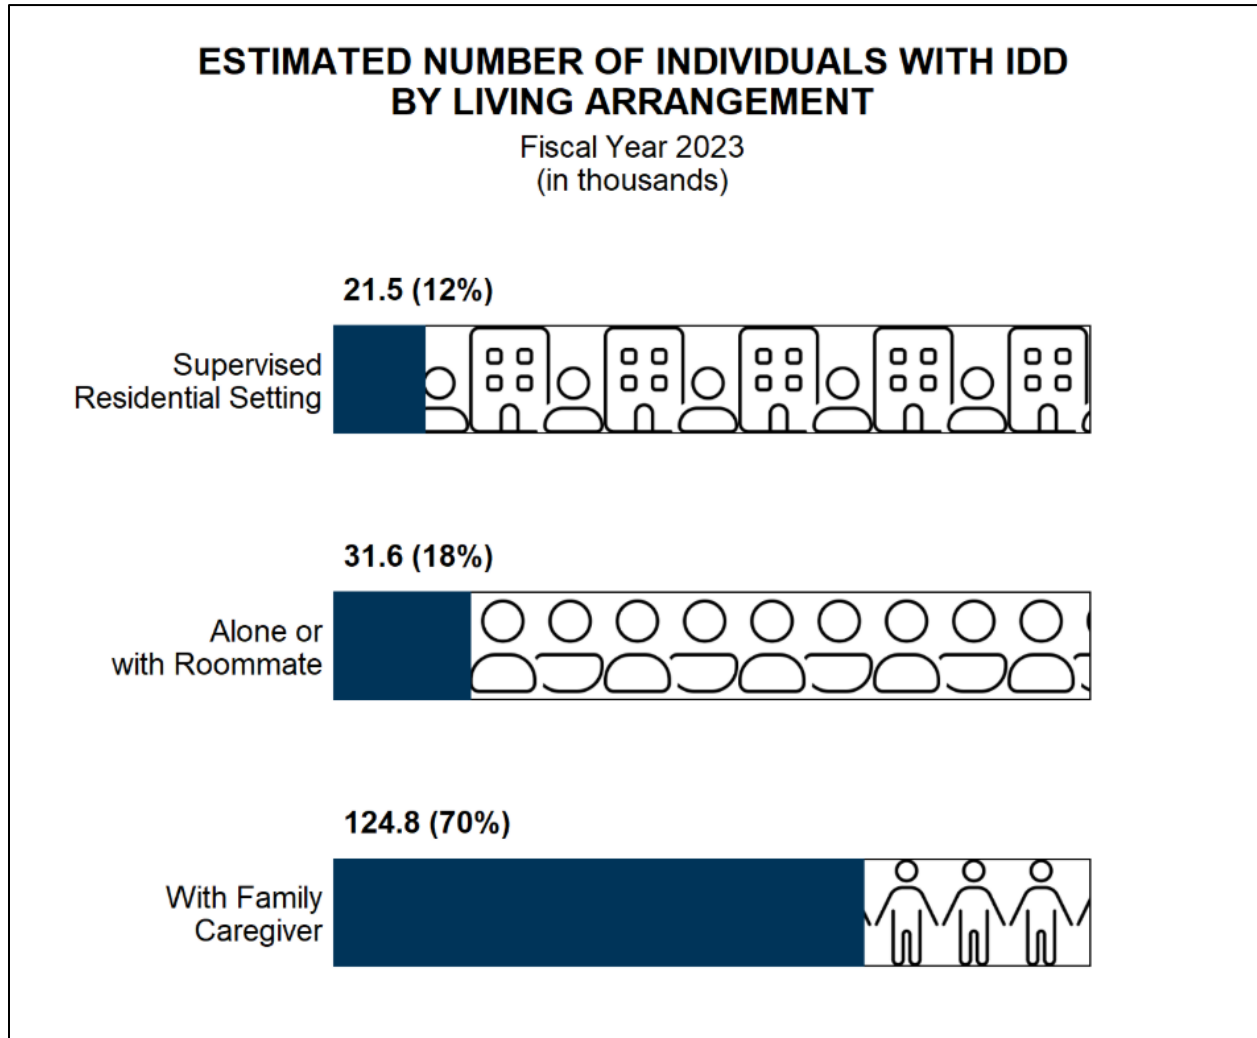 ESTIMATED NUMBER OF INDIVIDUALS WITH IDD
BY LIVING ARRANGEMENT
Fiscal Year 2023
(in thousands)
21.5 (12%)
Supervised
Residential Setting
31.6 (18%)
Alone or
with Roommate
124.8 (70%)
With Family
Caregiver